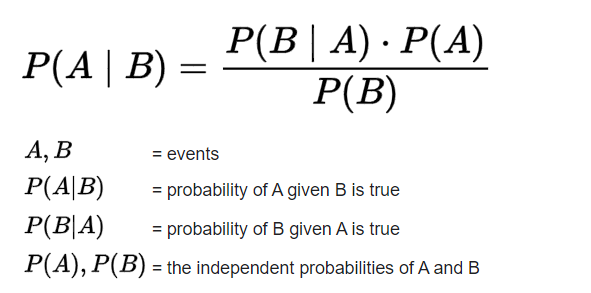 P(A | B) = P(B | A) · P(A) / P(B)
A, B = events
P(A|B) = probability of A given B is true
P(B|A) = probability of B given A is true
P(A), P(B) = the independent probabilities of A and B